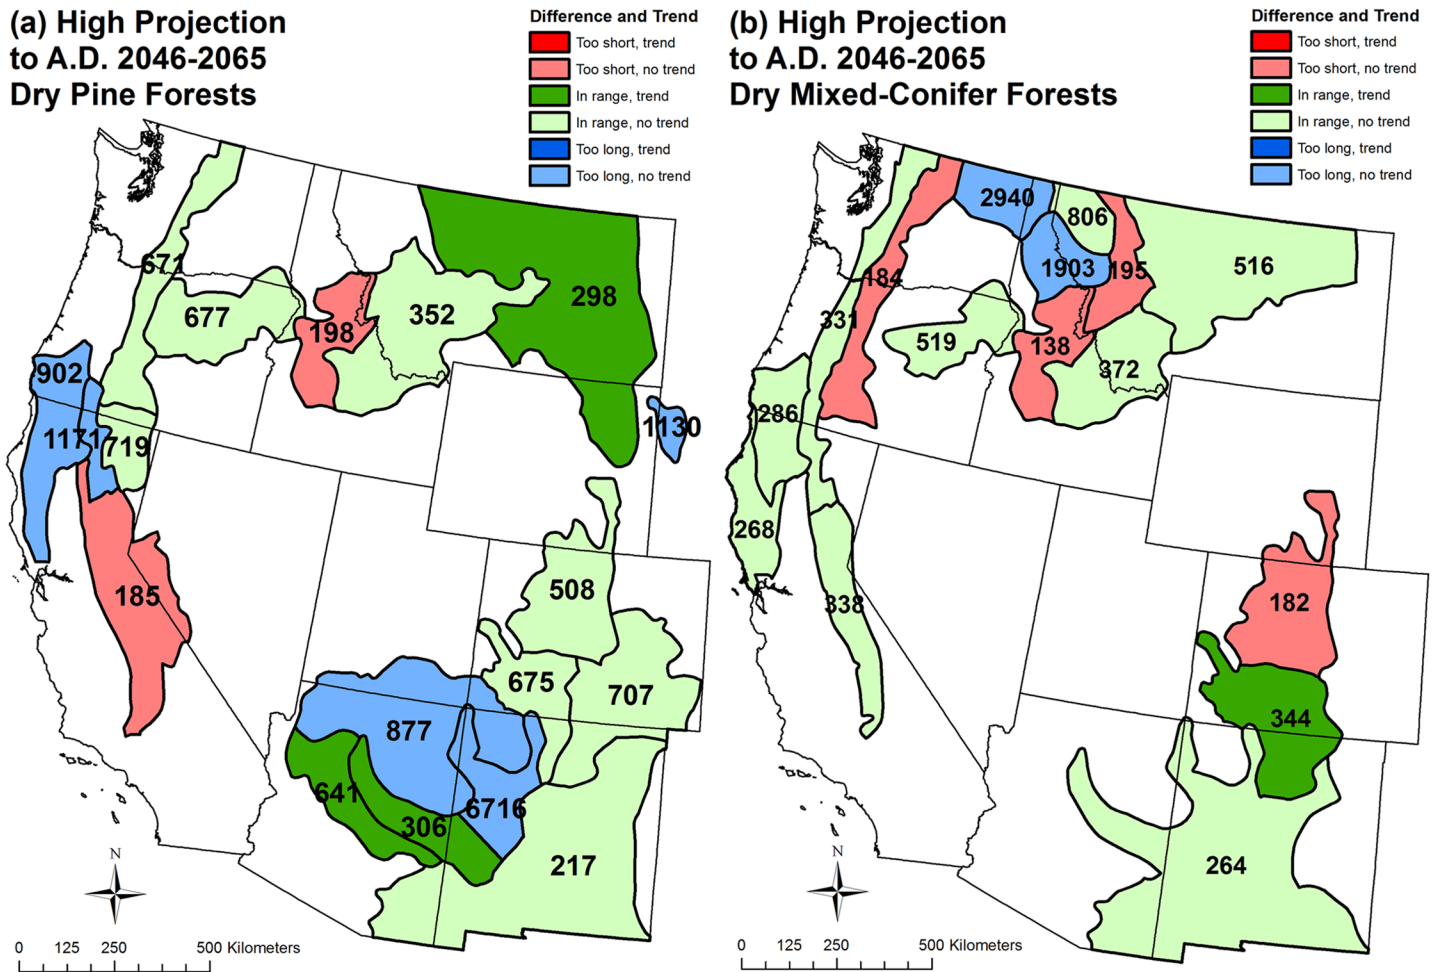 (a) High Projection
to A.D. 2046-2065
Dry Pine Forests
Difference and Trend
Too short, trend
Too short, no trend
In range, trend
In range, no trend
Too long, trend
Too long, no trend
671
677
198
352
298
902
1171
719
1130
185
508
675
707
877
641
306
6716
217
N
0 125 250 500 Kilometers
(b) High Projection
to A.D. 2046-2065
Dry Mixed-Conifer Forests
Difference and Trend
Too short, trend
Too short, no trend
In range, trend
In range, no trend
Too long, trend
Too long, no trend
2940
806
184
1903
195
516
331
519
138
372
286
268
338
182
344
264
N
0 125 250 500 Kilometers